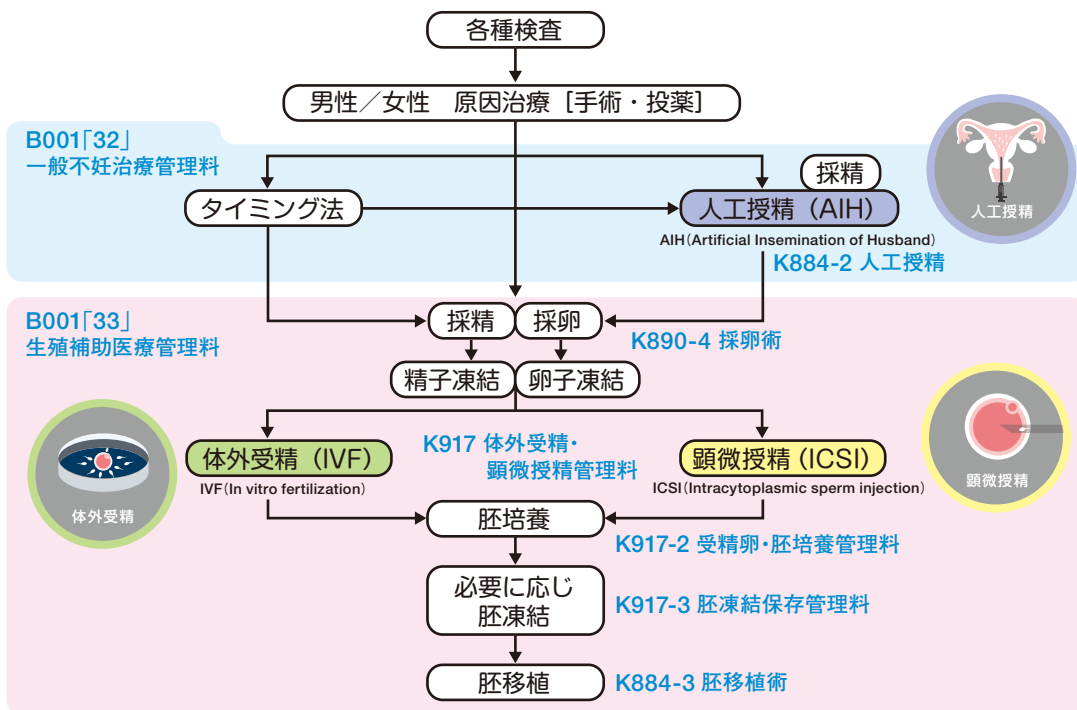 各種検査
男性／女性　原因治療［手術・投薬］
B001「32」
一般不妊治療管理料
採精
タイミング法
人工授精（AIH）
人工授精
AIH（Artificial Insemination of Husband）
K884-2 人工授精
B001「33」
生殖補助医療管理料
採精
採卵
K890-4 採卵術
精子凍結
卵子凍結
体外受精（IVF）
IVF（In vitro fertilization）
K917 体外受精・
顕微授精管理料
顕微授精（ICSI）
ICSI（Intracytoplasmic sperm injection）
体外受精
顕微授精
胚培養
K917-2 受精卵・胚培養管理料
必要に応じ
胚凍結
K917-3 胚凍結保存管理料
胚移植
K884-3 胚移植術